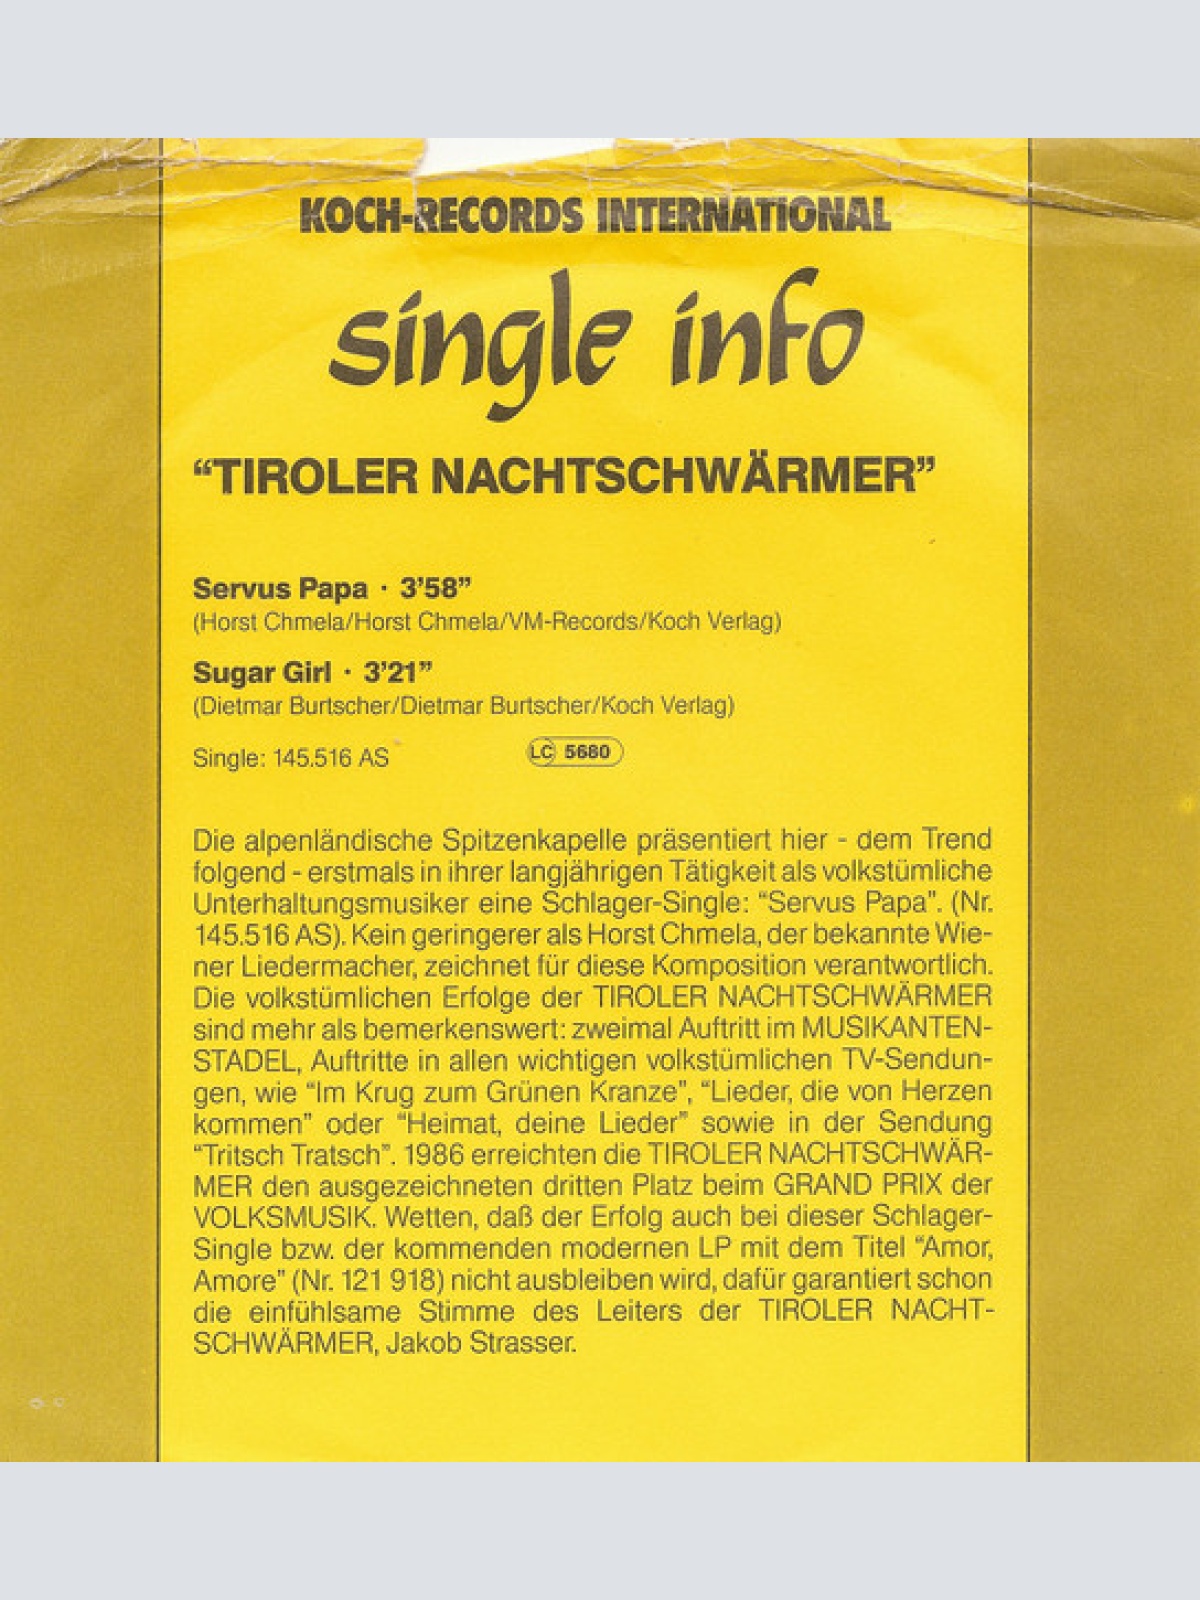 KOCH-RECORDS INTERNATIONAL
single info
“TIROLER NACHTSCHWÄRMER”
Servus Papa · 3’58”
(Horst Chmela/Horst Chmela/VM-Records/Koch Verlag)
Sugar Girl · 3’21”
(Dietmar Burtscher/Dietmar Burtscher/Koch Verlag)
Single: 145.516 AS
LC 5680
Die alpenländische Spitzenkapelle präsentiert hier - dem Trend
folgend - erstmals in ihrer langjährigen Tätigkeit als volkstümliche
Unterhaltungsmusiker eine Schlager-Single: “Servus Papa”. (Nr.
145.516 AS). Kein geringerer als Horst Chmela, der bekannte Wie-
ner Liedermacher, zeichnet für diese Komposition verantwortlich.
Die volkstümlichen Erfolge der TIROLER NACHTSCHWÄRMER
sind mehr als bemerkenswert: zweimal Auftritt im MUSIKANTEN-
STADEL, Auftritte in allen wichtigen volkstümlichen TV-Sendun-
gen, wie “Im Krug zum Grünen Kranze”, “Lieder, die von Herzen
kommen” oder “Heimat, deine Lieder” sowie in der Sendung
“Tritsch Tratsch”. 1986 erreichten die TIROLER NACHTSCHWÄR-
MER den ausgezeichneten dritten Platz beim GRAND PRIX der
VOLKSMUSIK. Wetten, daß der Erfolg auch bei dieser Schlager-
Single bzw. der kommenden modernen LP mit dem Titel “Amor,
Amore” (Nr. 121 918) nicht ausbleiben wird, dafür garantiert schon
die einfühlsame Stimme des Leiters der TIROLER NACHT-
SCHWÄRMER, Jakob Strasser.